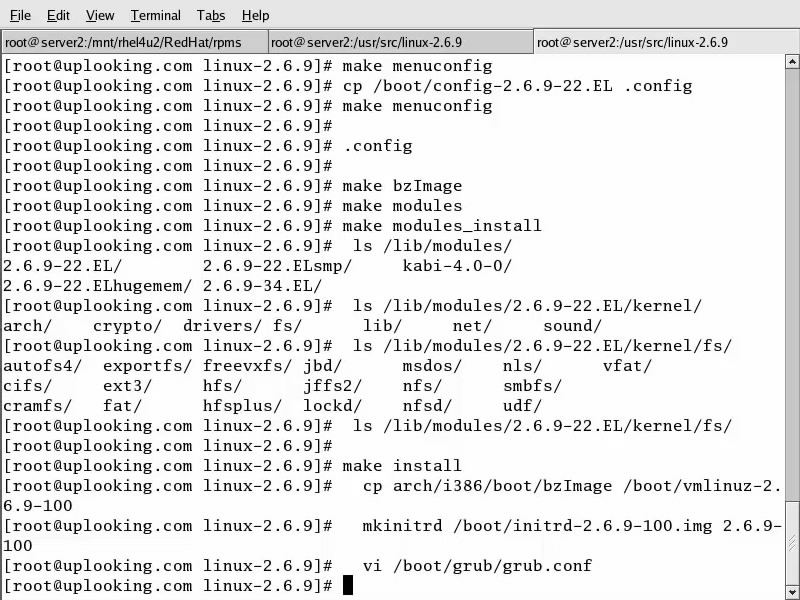 File Edit View Terminal Tabs Help
root@server2:/mnt/rhel4u2/RedHat/rpms root@server2:/usr/src/linux-2.6.9 root@server2:/usr/src/linux-2.6.9
[root@uplooking.com linux-2.6.9]# make menuconfig
[root@uplooking.com linux-2.6.9]# cp /boot/config-2.6.9-22.EL .config
[root@uplooking.com linux-2.6.9]# make menuconfig
[root@uplooking.com linux-2.6.9]#
[root@uplooking.com linux-2.6.9]# .config
[root@uplooking.com linux-2.6.9]#
[root@uplooking.com linux-2.6.9]# make bzImage
[root@uplooking.com linux-2.6.9]# make modules
[root@uplooking.com linux-2.6.9]# make modules_install
[root@uplooking.com linux-2.6.9]#  ls /lib/modules/
2.6.9-22.EL/        2.6.9-22.ELsmp/     kabi-4.0-0/
2.6.9-22.ELhugemem/ 2.6.9-34.EL/
[root@uplooking.com linux-2.6.9]#  ls /lib/modules/2.6.9-22.EL/kernel/
arch/    crypto/  drivers/ fs/      lib/     net/     sound/
[root@uplooking.com linux-2.6.9]#  ls /lib/modules/2.6.9-22.EL/kernel/fs/
autofs4/  exportfs/ freevxfs/ jbd/      msdos/    nls/      vfat/
cifs/     ext3/     hfs/      jffs2/    nfs/      smbfs/
cramfs/   fat/      hfsplus/  lockd/    nfsd/     udf/
[root@uplooking.com linux-2.6.9]#  ls /lib/modules/2.6.9-22.EL/kernel/fs/
[root@uplooking.com linux-2.6.9]#
[root@uplooking.com linux-2.6.9]# make install
[root@uplooking.com linux-2.6.9]#   cp arch/i386/boot/bzImage /boot/vmlinuz-2.
6.9-100
[root@uplooking.com linux-2.6.9]#   mkinitrd /boot/initrd-2.6.9-100.img 2.6.9-
100
[root@uplooking.com linux-2.6.9]#   vi /boot/grub/grub.conf
[root@uplooking.com linux-2.6.9]#